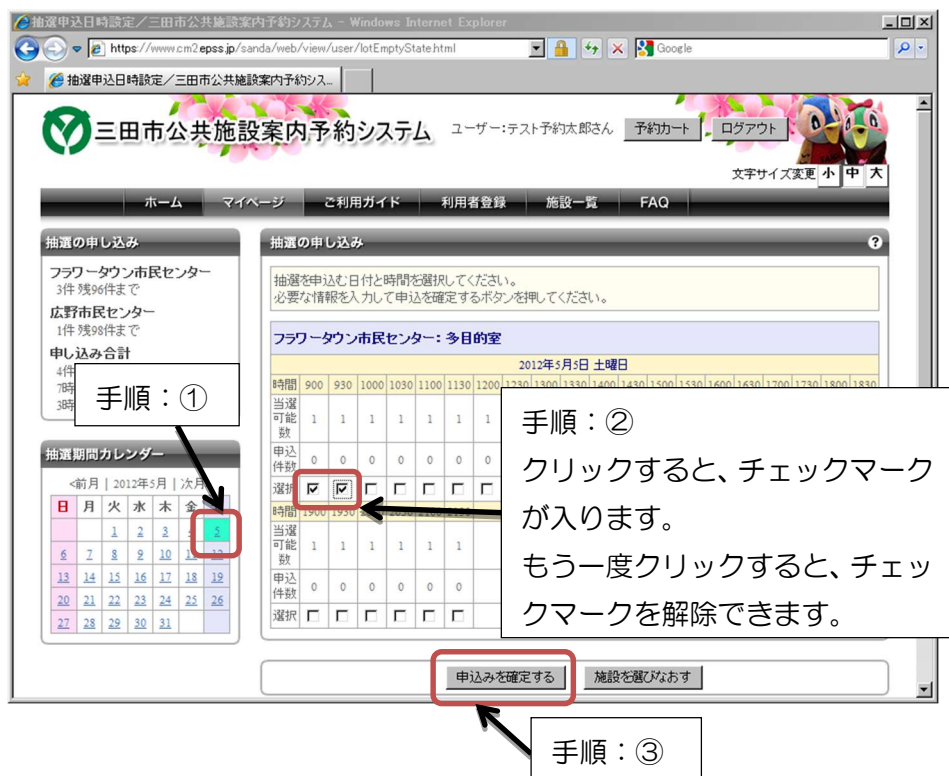 抽選申込日時設定／三田市公共施設案内予約システム - Windows Internet Explorer
https://www.cm2.epss.jp/sanda/web/view/user/lotEmptyState.html
Google
抽選申込日時設定／三田市公共施設案内予約シス...
三田市公共施設案内予約システム
ユーザー：テスト予約太郎さん 予約カート ログアウト
文字サイズ変更 小 中 大
ホーム マイページ ご利用ガイド 利用者登録 施設一覧 FAQ
抽選の申し込み
フラワータウン市民センター
3件 残96件まで
広野市民センター
1件 残98件まで
申し込み合計
4件
7時
3時
手順：①
抽選期間カレンダー
<前月 | 2012年5月 | 次月
日 月 火 水 木 金
1 2 3 4 5
6 7 8 9 10 11 12
13 14 15 16 17 18 19
20 21 22 23 24 25 26
27 28 29 30 31
抽選の申し込み ?
抽選を申込む日付と時間を選択してください。
必要な情報を入力して申込を確定するボタンを押してください。
フラワータウン市民センター：多目的室
2012年5月5日 土曜日
時間 900 930 1000 1030 1100 1130 1200 1230 1300 1330 1400 1430 1500 1530 1600 1630 1700 1730 1800 1830
当選可能数 1 1 1 1 1 1 1
申込件数 0 0 0 0 0 0 0
選択
時間 1900 1930
当選可能数 1 1 1 1 1 1
申込件数 0 0 0 0 0 0
選択
手順：②
クリックすると、チェックマーク
が入ります。
もう一度クリックすると、チェッ
クマークを解除できます。
申込みを確定する 施設を選びなおす
手順：③